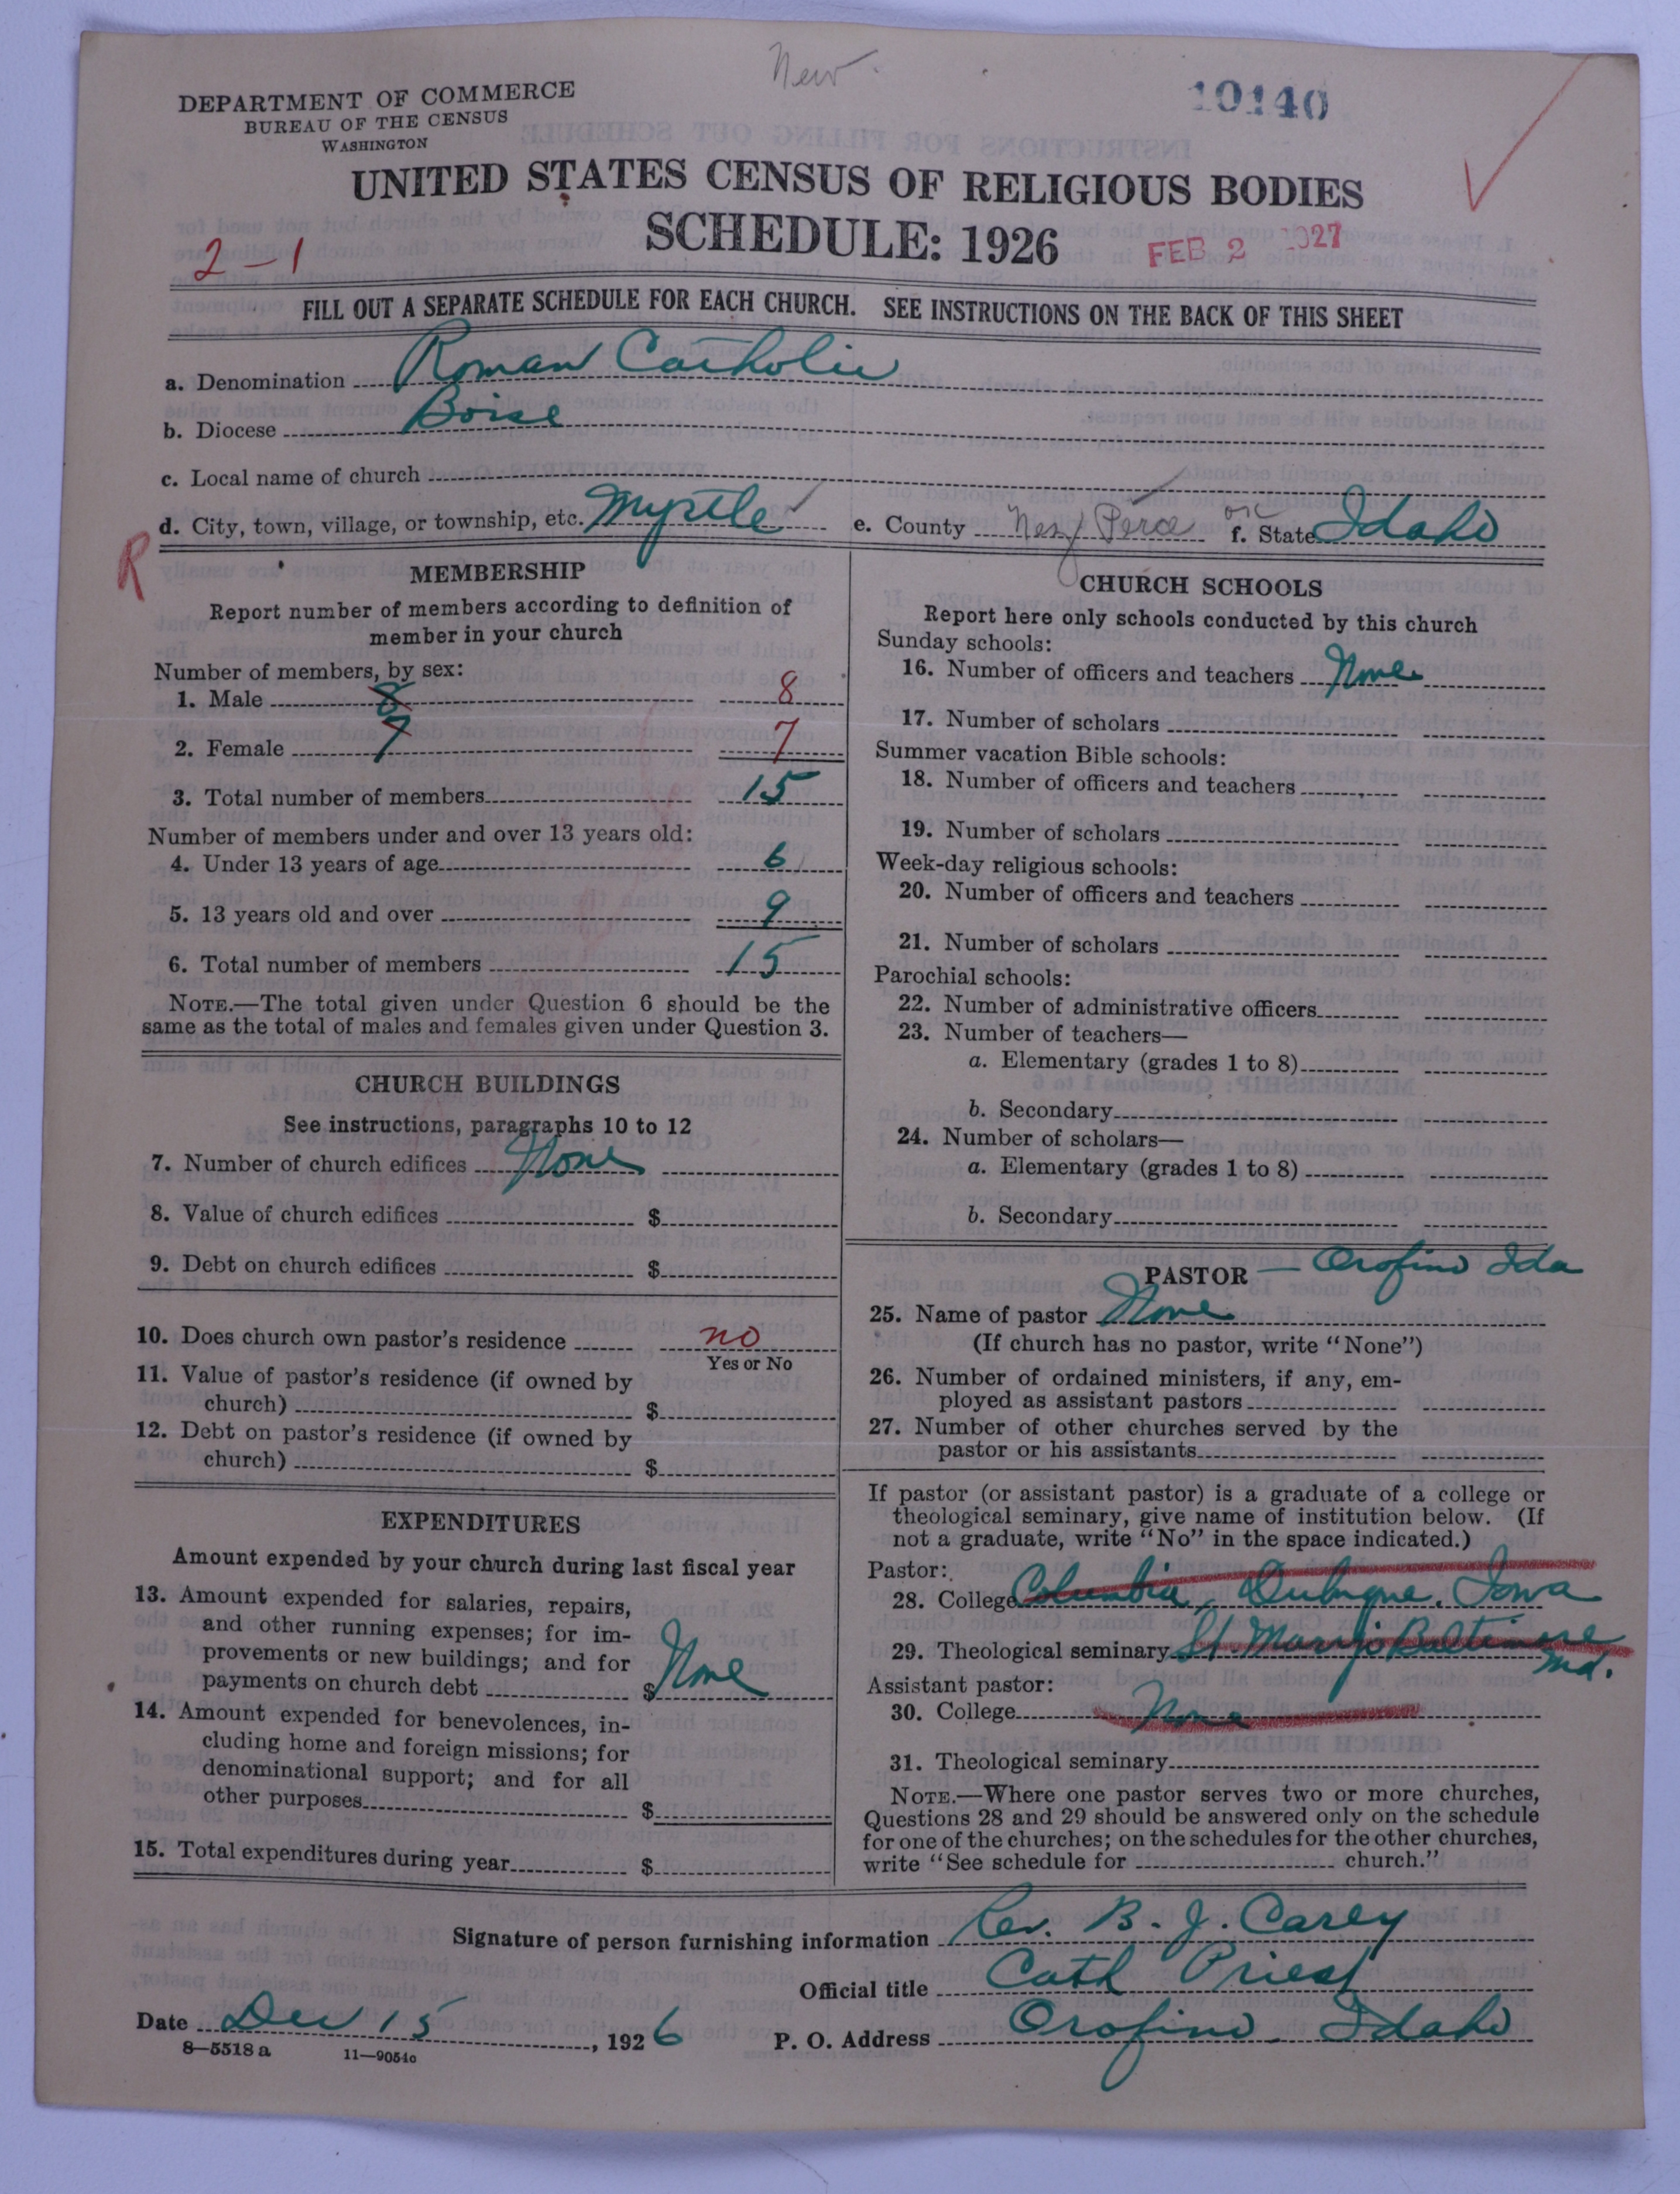 New
10140
DEPARTMENT OF COMMERCE
BUREAU OF THE CENSUS
WASHINGTON
UNITED STATES CENSUS OF RELIGIOUS BODIES
SCHEDULE: 1926
FEB 2 1927
2-1
FILL OUT A SEPARATE SCHEDULE FOR EACH CHURCH. SEE INSTRUCTIONS ON THE BACK OF THIS SHEET
a. Denomination Roman Catholic
b. Diocese Boise
c. Local name of church
d. City, town, village, or township, etc. Myrtle e. County Nez Perce ok f. State Idaho
R
MEMBERSHIP
Report number of members according to definition of
member in your church
Number of members, by sex:
1. Male 8 8
2. Female 7 7
3. Total number of members 15
Number of members under and over 13 years old:
4. Under 13 years of age 6
5. 13 years old and over 9
6. Total number of members 15
NOTE.—The total given under Question 6 should be the
same as the total of males and females given under Question 3.
CHURCH BUILDINGS
See instructions, paragraphs 10 to 12
7. Number of church edifices None
8. Value of church edifices $
9. Debt on church edifices $
10. Does church own pastor's residence no
Yes or No
11. Value of pastor's residence (if owned by
church) $
12. Debt on pastor's residence (if owned by
church) $
EXPENDITURES
Amount expended by your church during last fiscal year
13. Amount expended for salaries, repairs,
and other running expenses; for im-
provements or new buildings; and for
payments on church debt $ None
14. Amount expended for benevolences, in-
cluding home and foreign missions; for
denominational support; and for all
other purposes $
15. Total expenditures during year $
CHURCH SCHOOLS
Report here only schools conducted by this church
Sunday schools:
16. Number of officers and teachers None
17. Number of scholars
Summer vacation Bible schools:
18. Number of officers and teachers
19. Number of scholars
Week-day religious schools:
20. Number of officers and teachers
21. Number of scholars
Parochial schools:
22. Number of administrative officers
23. Number of teachers—
a. Elementary (grades 1 to 8)
b. Secondary
24. Number of scholars—
a. Elementary (grades 1 to 8)
b. Secondary
PASTOR — Orofino Ida
25. Name of pastor None
(If church has no pastor, write "None")
26. Number of ordained ministers, if any, em-
ployed as assistant pastors
27. Number of other churches served by the
pastor or his assistants
If pastor (or assistant pastor) is a graduate of a college or
theological seminary, give name of institution below. (If
not a graduate, write "No" in the space indicated.)
Pastor:
28. College Columbia, Dubuque, Iowa
29. Theological seminary St Marys Baltimore
Md.
Assistant pastor:
30. College None
31. Theological seminary
NOTE.—Where one pastor serves two or more churches,
Questions 28 and 29 should be answered only on the schedule
for one of the churches; on the schedules for the other churches,
write "See schedule for church."
Signature of person furnishing information Rev. B. J. Carey
Official title Cath Priest
Date Dec 15, 1926 P. O. Address Orofino Idaho
8—5518 a 11—9054c